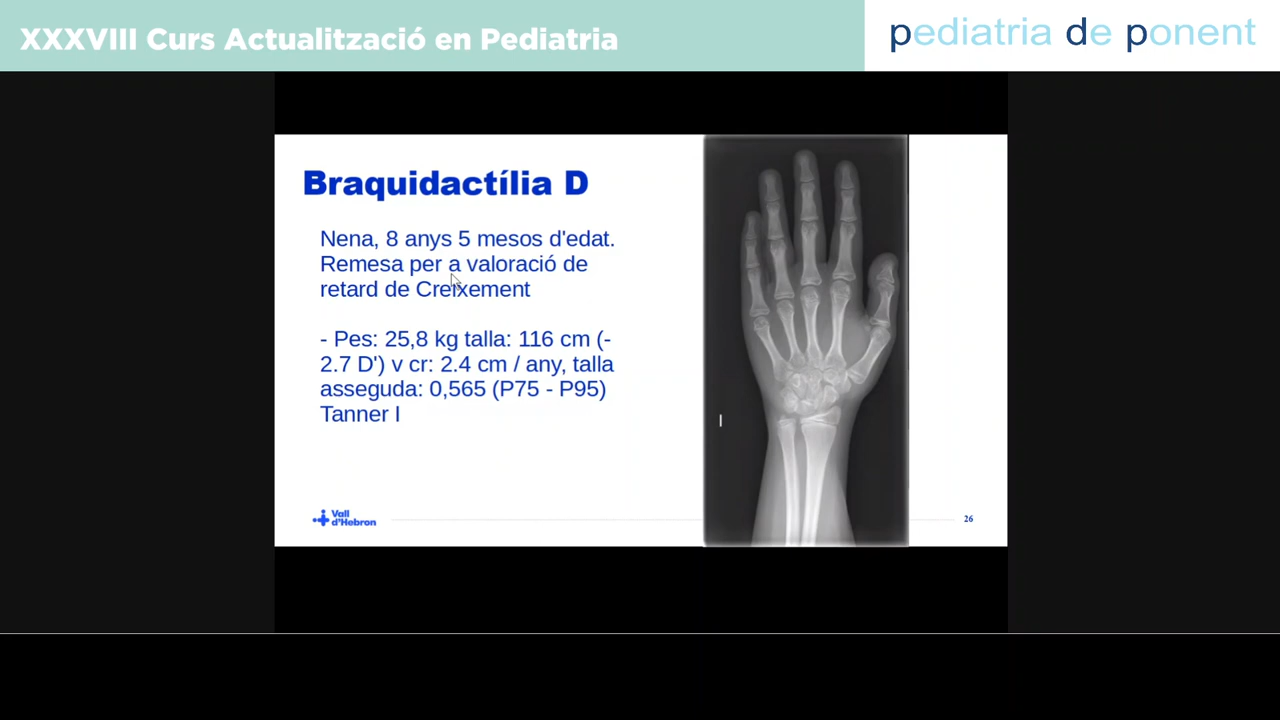 XXXVIII Curs Actualització en Pediatria
pediatria de ponent
Braquidactília D
Nena, 8 anys 5 mesos d'edat.
Remesa per a valoració de
retard de Creixement
- Pes: 25,8 kg talla: 116 cm (-
2.7 D') v cr: 2.4 cm / any, talla
asseguda: 0,565 (P75 - P95)
Tanner I
Vall
d'Hebron
26